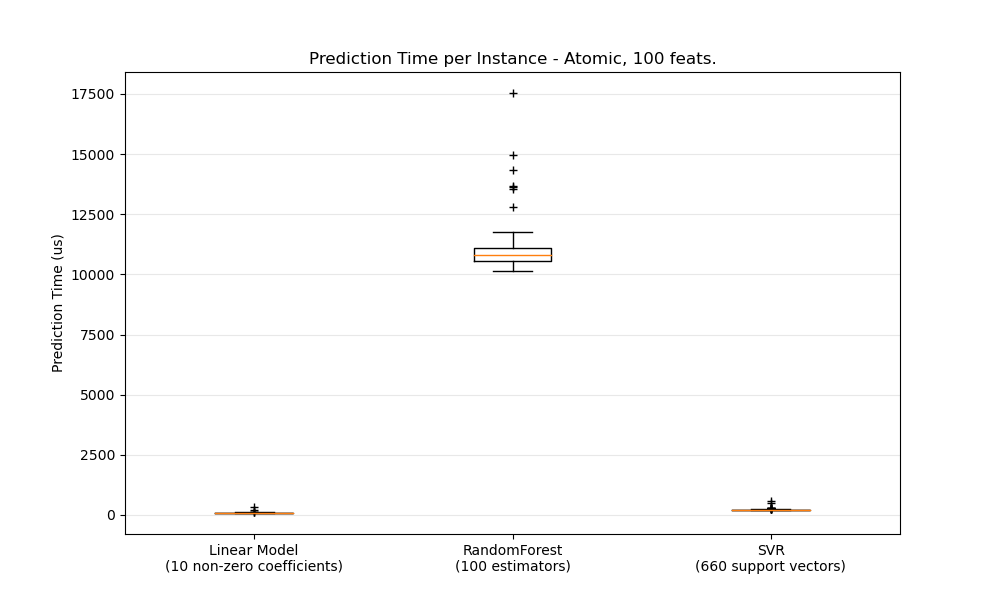 Prediction Time per Instance - Atomic, 100 feats.
Prediction Time (us)
17500
15000
12500
10000
7500
5000
2500
0
Linear Model
(10 non-zero coefficients)
RandomForest
(100 estimators)
SVR
(660 support vectors)